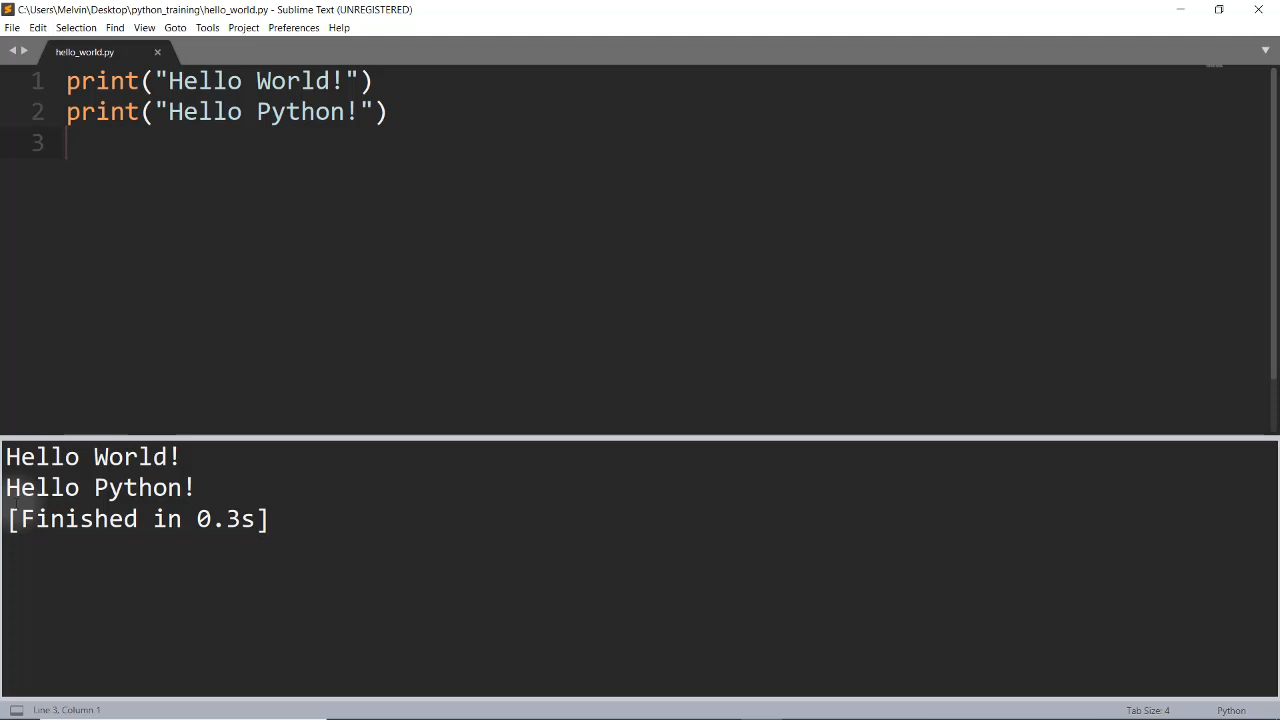 C:\Users\Melvin\Desktop\python_training\hello_world.py - Sublime Text (UNREGISTERED)
File Edit Selection Find View Goto Tools Project Preferences Help
hello_world.py
1 print("Hello World!")
2 print("Hello Python!")
3
Hello World!
Hello Python!
[Finished in 0.3s]
Line 3, Column 1 Tab Size: 4 Python